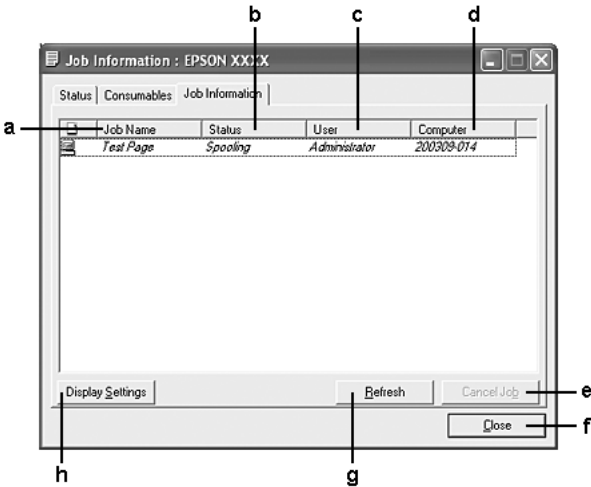 b c d
Job Information : EPSON XXXX
Status Consumables Job Information
a Job Name Status User Computer
Test Page Spooling Administrator 200309-014
Display Settings Refresh Cancel Job e
Close f
h g